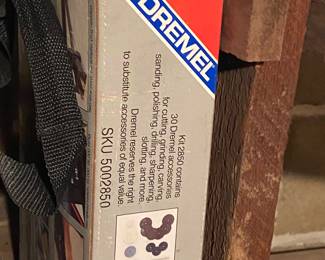 DREMEL
Kit 2850 contains
30 Dremel accessories
for cutting, grinding, carving,
sanding, polishing, drilling, sharpening,
slotting, and more.
Dremel reserves the right
to substitute accessories of equal value.
SKU 5002850